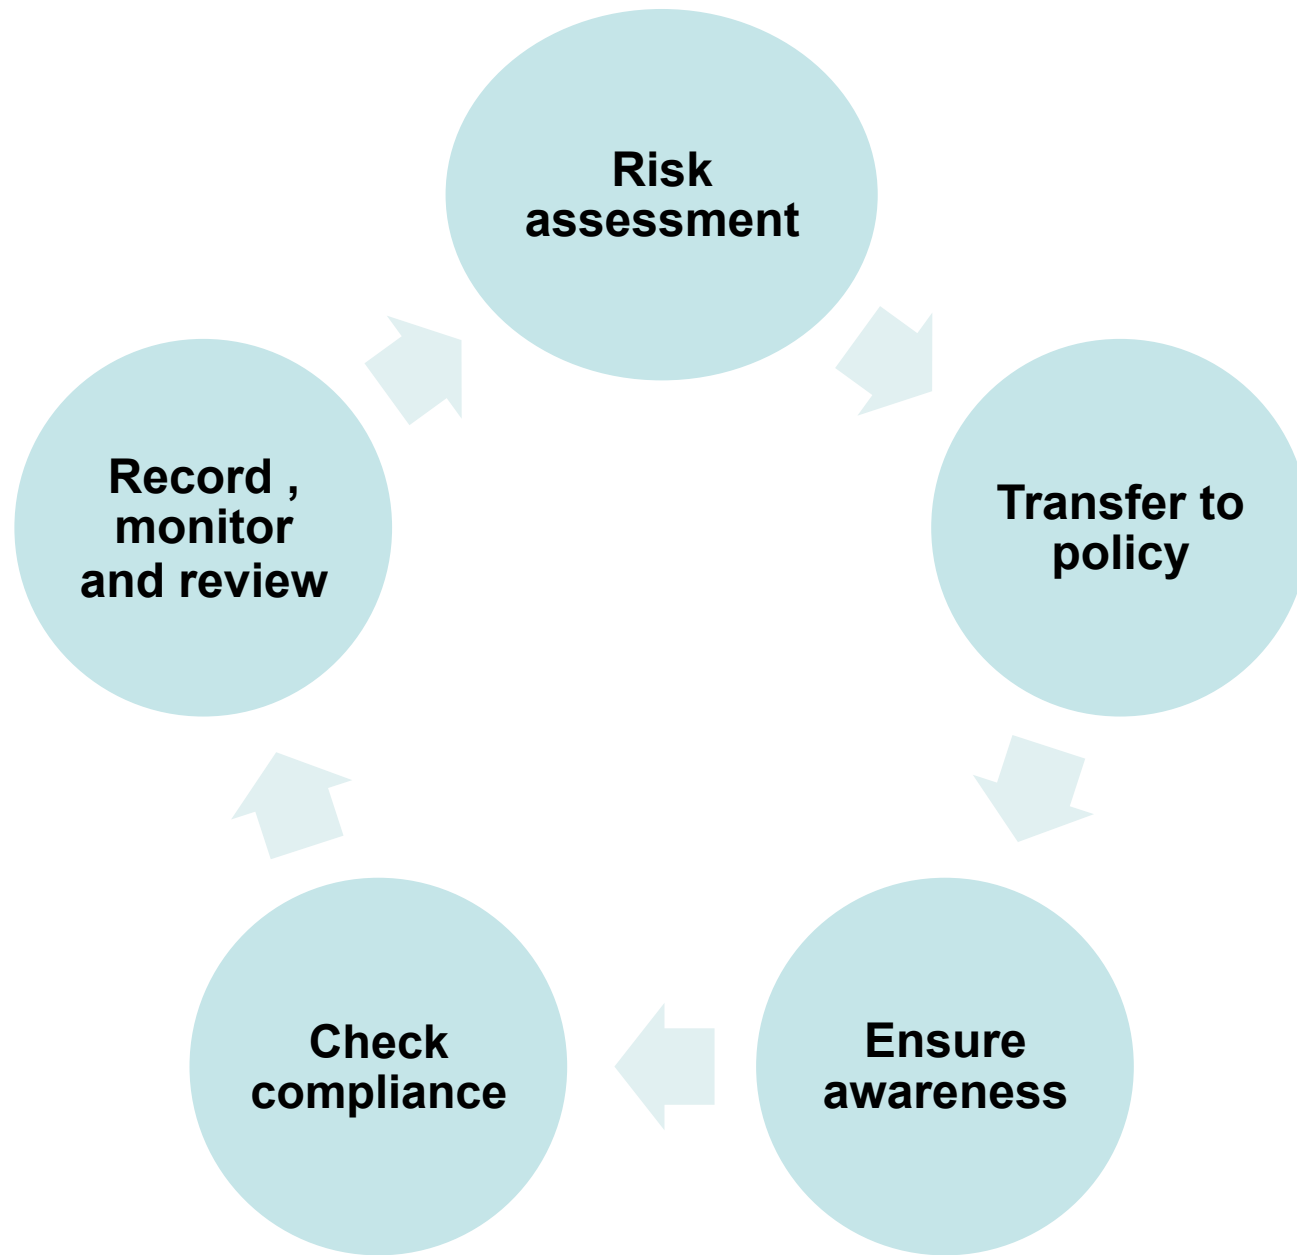 Risk
assessment
Transfer to
policy
Ensure
awareness
Check
compliance
Record ,
monitor
and review